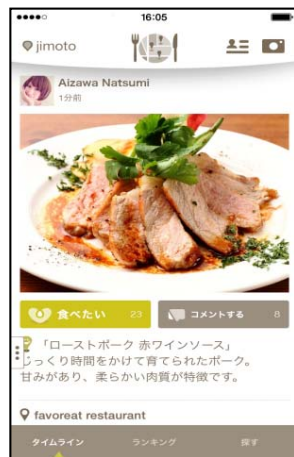 16:05
jimoto
Aizawa Natsumi
1分前
食べたい 23
コメントする 8
「ローストポーク 赤ワインソース」
じっくり時間をかけて育てられたポーク。
甘みがあり、柔らかい肉質が特徴です。
favoreat restaurant
タイムライン ランキング 探す